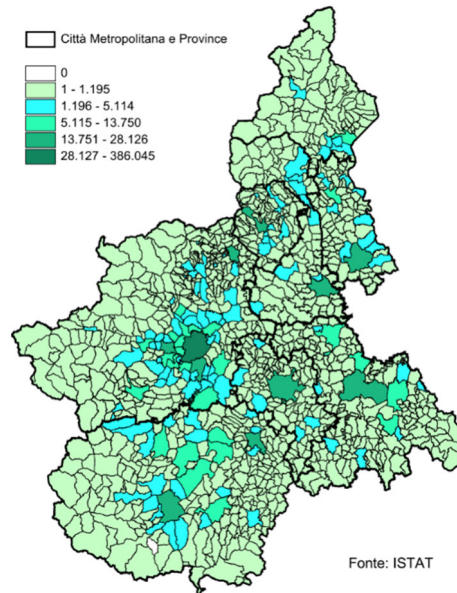 Città Metropolitana e Province
0
1 - 1.195
1.196 - 5.114
5.115 - 13.750
13.751 - 28.126
28.127 - 386.045
Fonte: ISTAT